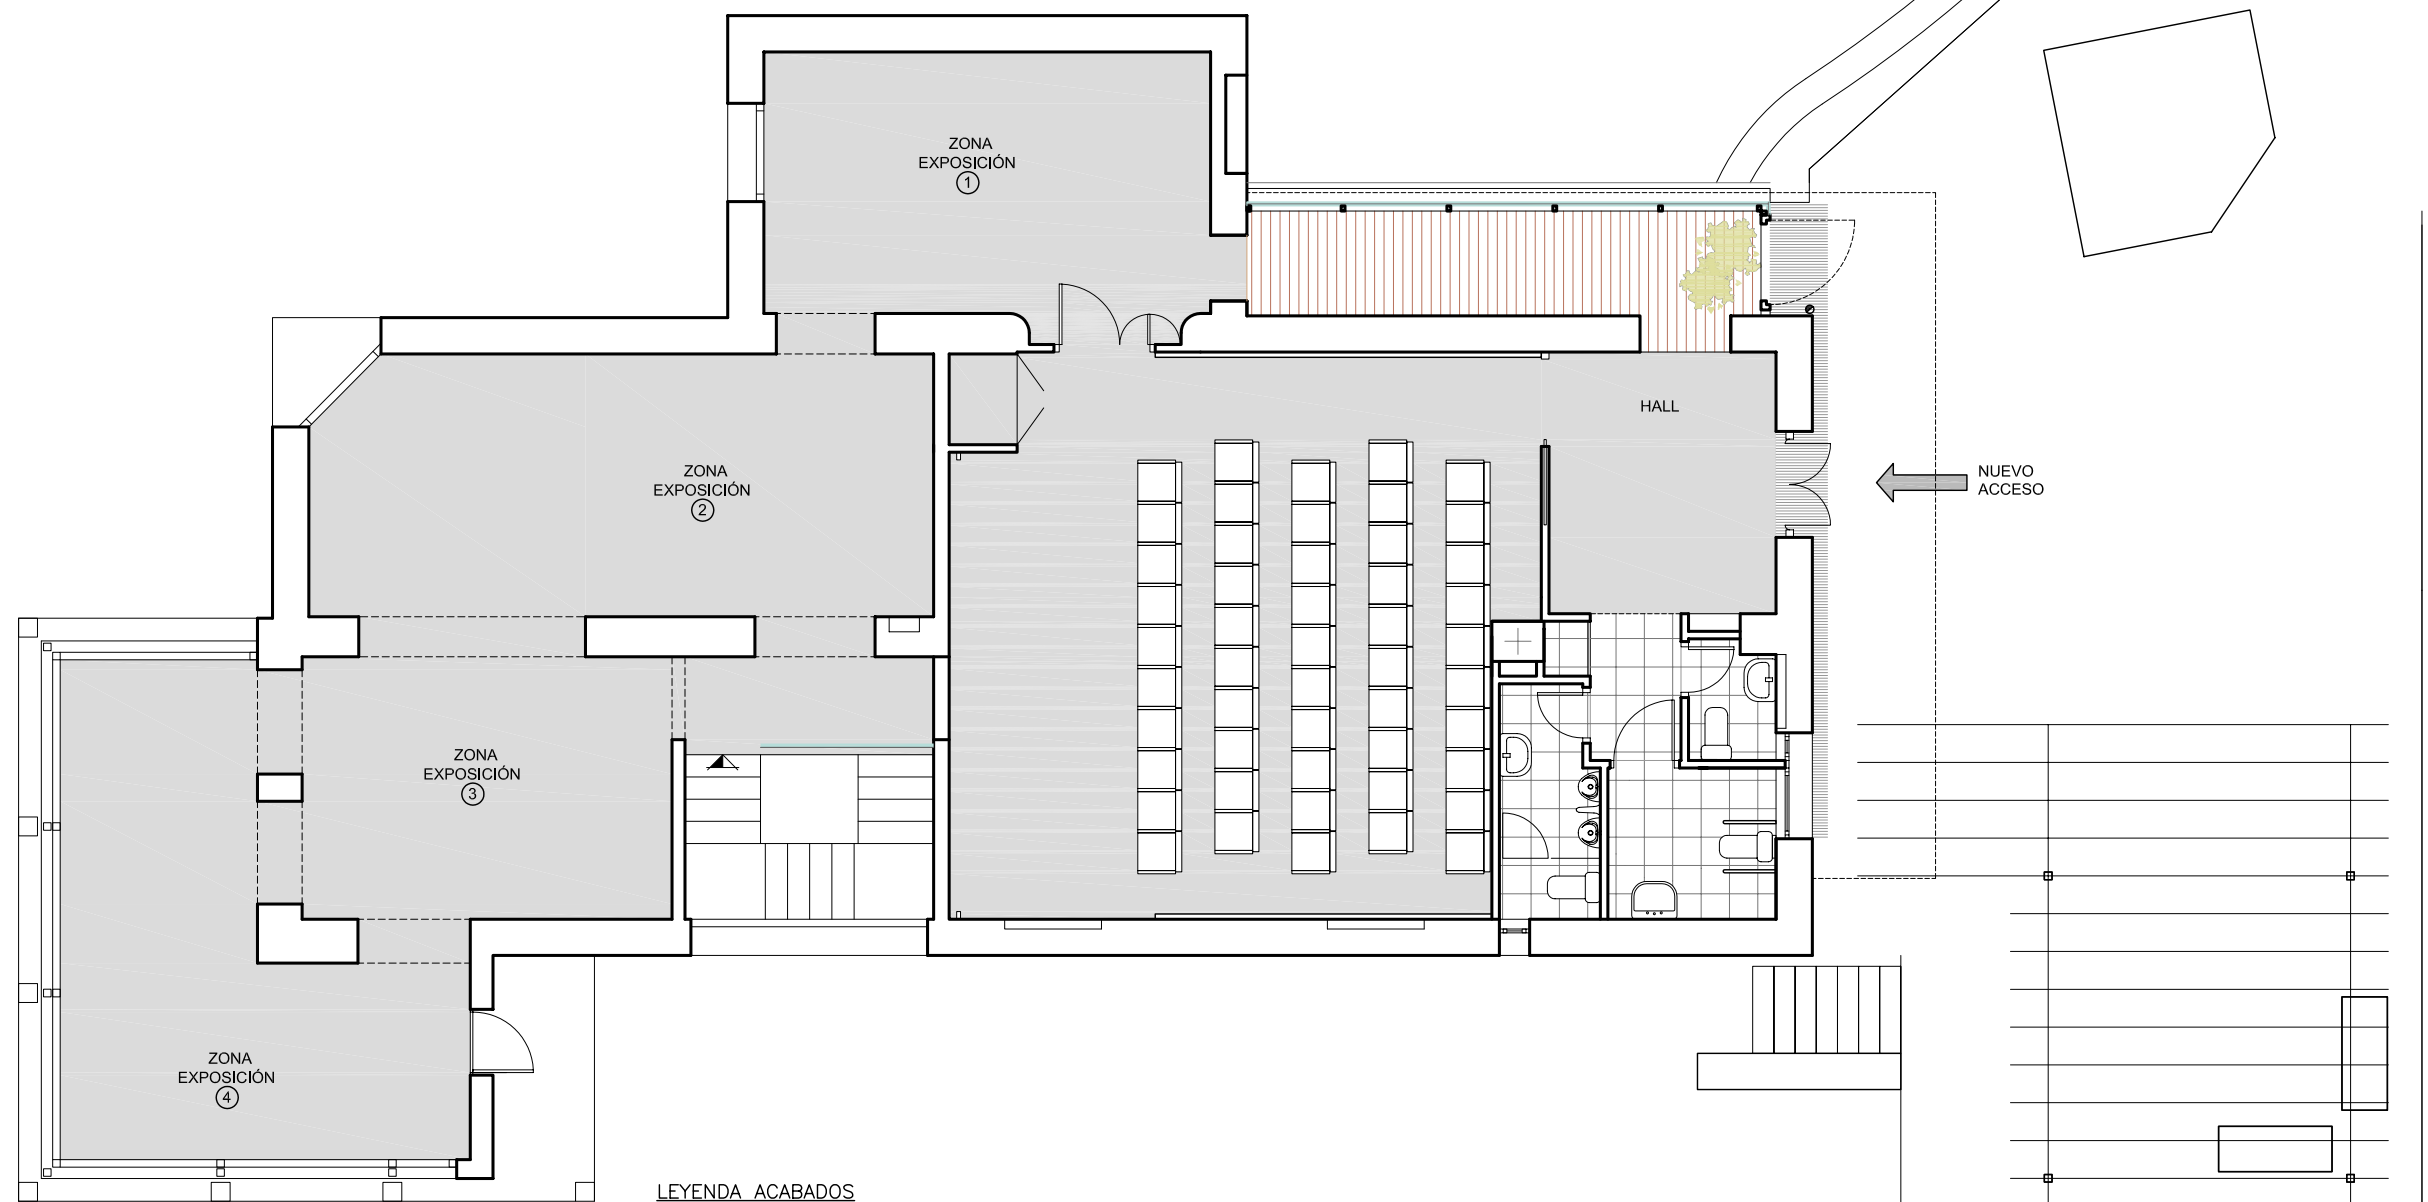 ZONA
EXPOSICIÓN
1
HALL
ZONA
EXPOSICIÓN
2
NUEVO
ACCESO
ZONA
EXPOSICIÓN
3
ZONA
EXPOSICIÓN
4
LEYENDA ACABADOS